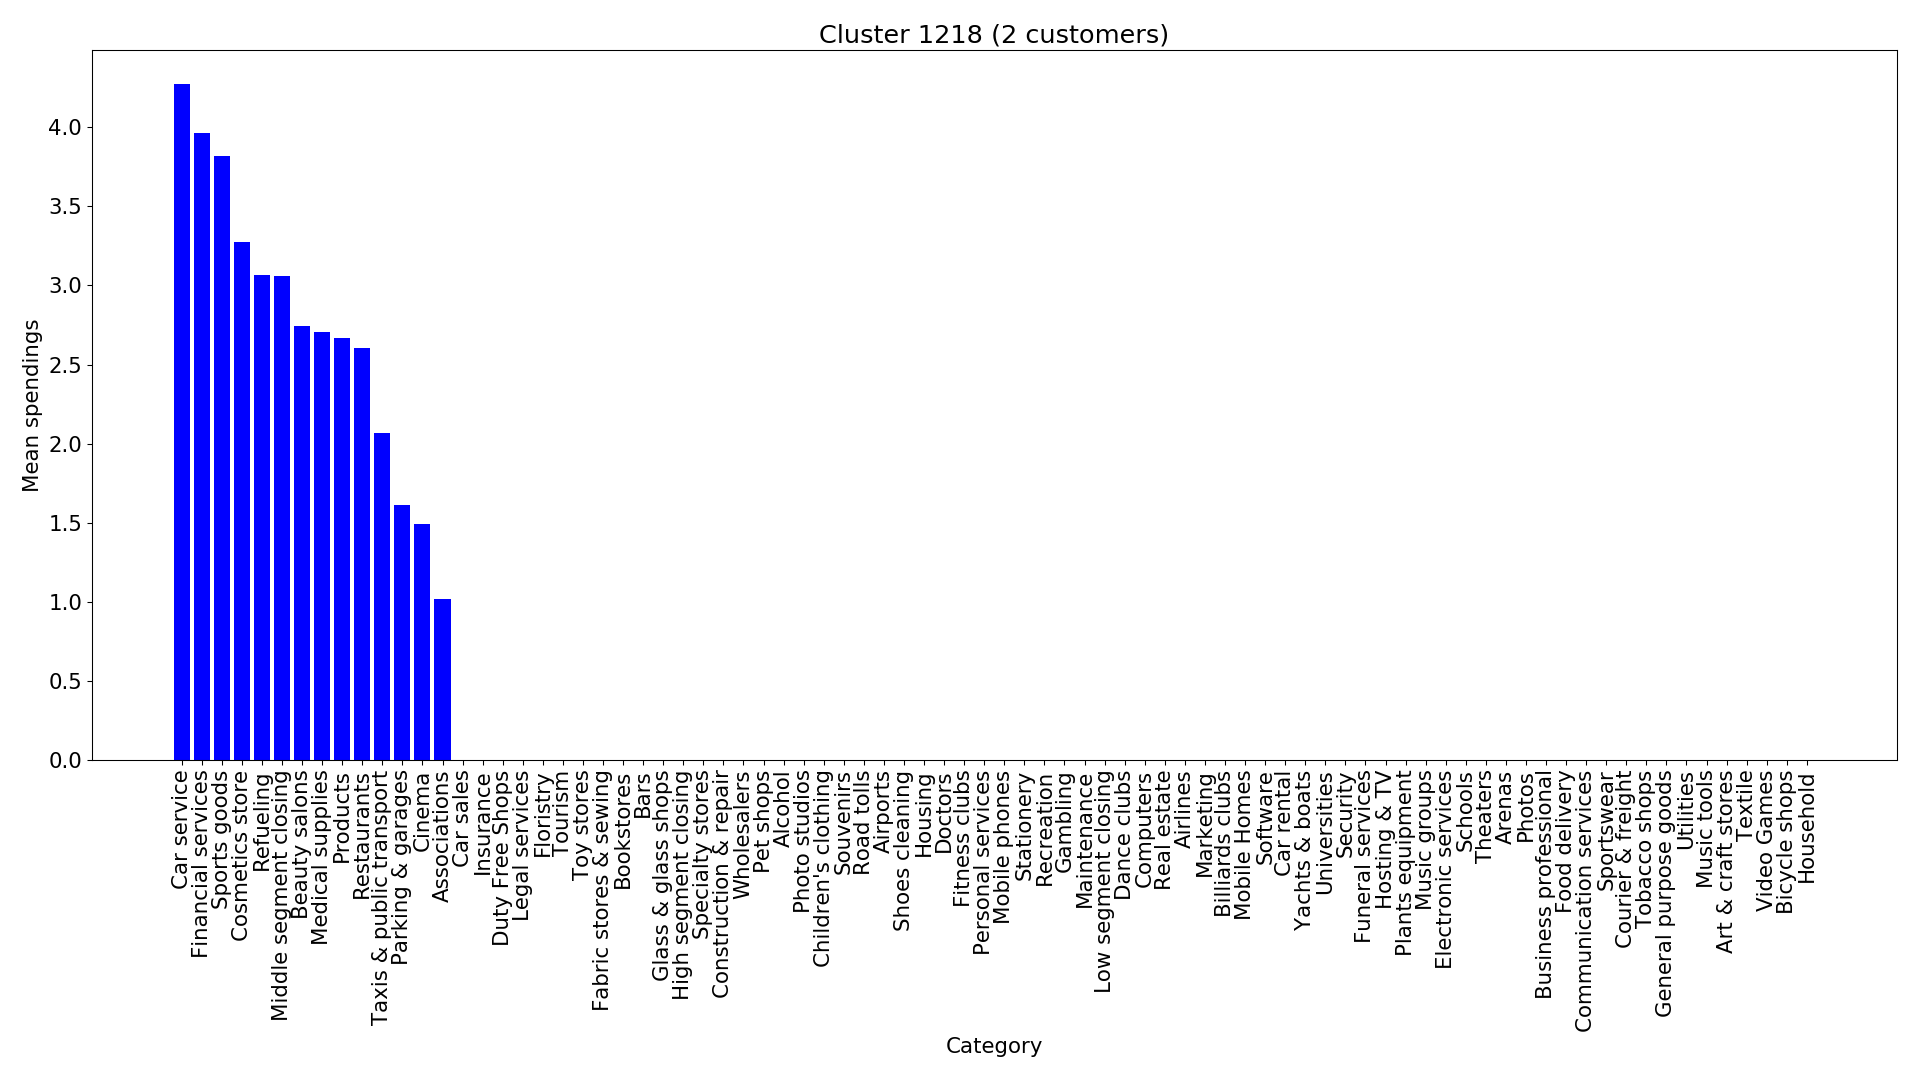 Cluster 1218 (2 customers)
Mean spendings
4.0
3.5
3.0
2.5
2.0
1.5
1.0
0.5
0.0
Car service
Financial services
Sports goods
Cosmetics store
Refueling
Middle segment closing
Beauty salons
Medical supplies
Products
Restaurants
Taxis & public transport
Parking & garages
Cinema
Associations
Car sales
Insurance
Duty Free Shops
Legal services
Floristry
Tourism
Toy stores
Fabric stores & sewing
Bookstores
Bars
Glass & glass shops
High segment closing
Specialty stores
Construction & repair
Wholesalers
Pet shops
Alcohol
Photo studios
Children's clothing
Souvenirs
Road tolls
Airports
Shoes cleaning
Housing
Doctors
Fitness clubs
Personal services
Mobile phones
Stationery
Recreation
Gambling
Maintenance
Low segment closing
Dance clubs
Computers
Real estate
Airlines
Marketing
Billiards clubs
Mobile Homes
Software
Car rental
Yachts & boats
Universities
Security
Funeral services
Hosting & TV
Plants equipment
Music groups
Electronic services
Schools
Theaters
Arenas
Photos
Business professional
Food delivery
Communication services
Sportswear
Courier & freight
Tobacco shops
General purpose goods
Utilities
Music tools
Art & craft stores
Textile
Video Games
Bicycle shops
Household
Category